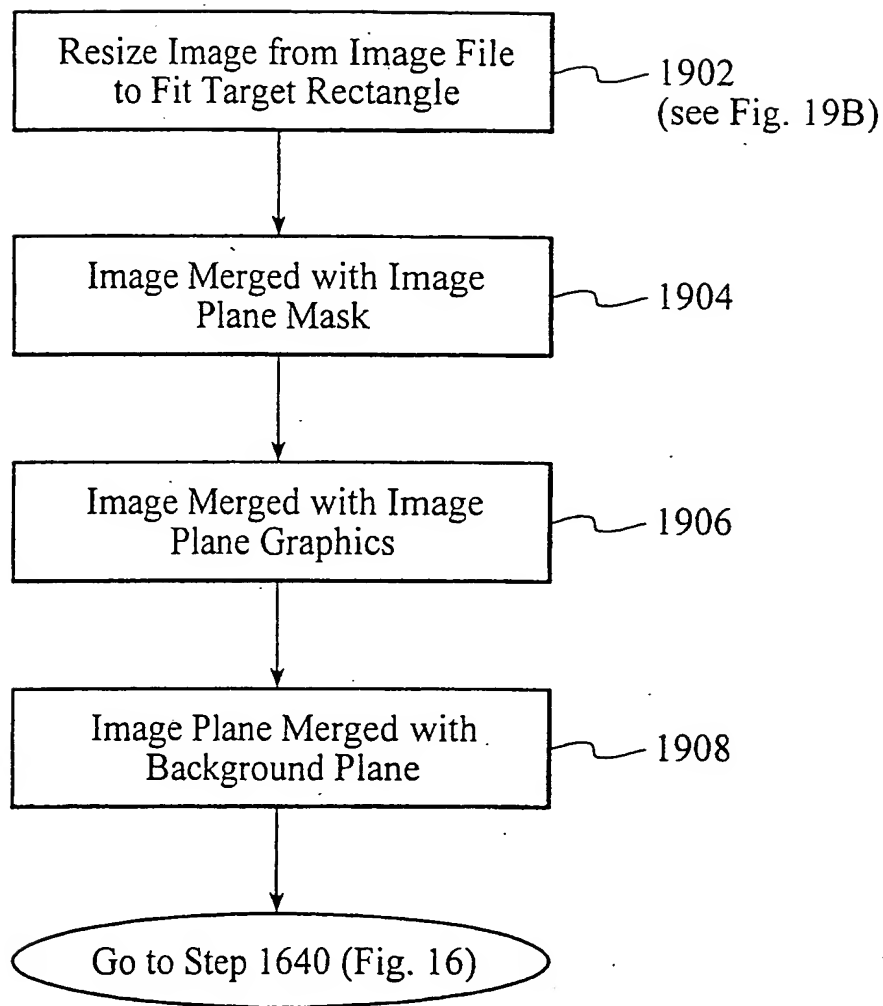 Resize Image from Image File
to Fit Target Rectangle
1902
(see Fig. 19B)
Image Merged with Image
Plane Mask
1904
Image Merged with Image
Plane Graphics
1906
Image Plane Merged with
Background Plane
1908
Go to Step 1640 (Fig. 16)